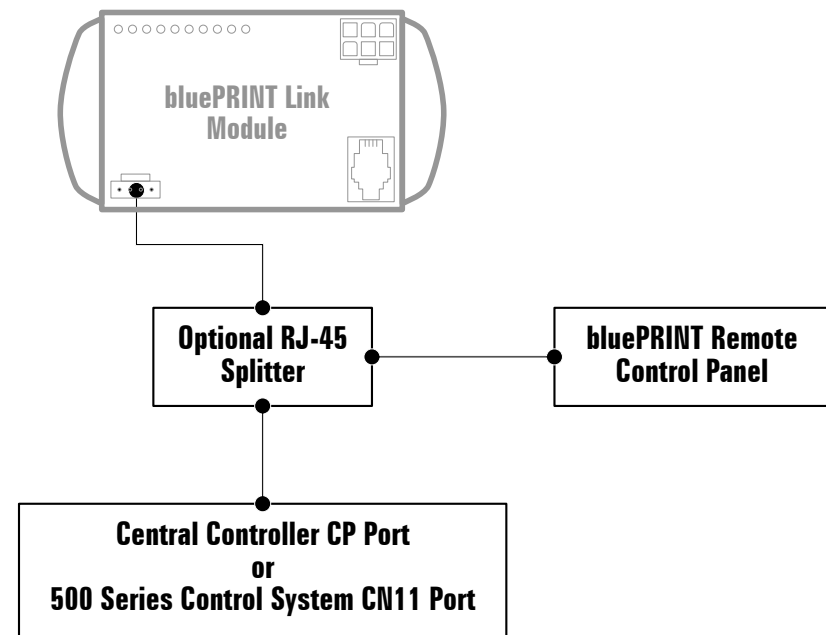 bluePRINT Link
Module
Optional RJ-45
Splitter
bluePRINT Remote
Control Panel
Central Controller CP Port
or
500 Series Control System CN11 Port